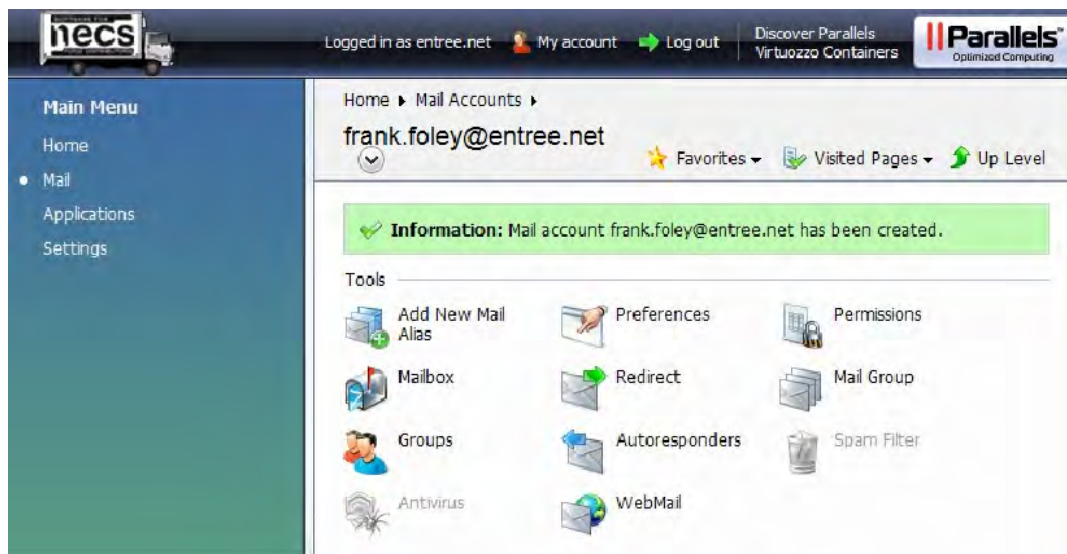 necs
Logged in as entree.net My account Log out
Discover Parallels
Virtuozzo Containers
Parallels™
Optimized Computing
Main Menu
Home
Mail
Applications
Settings
Home Mail Accounts
frank.foley@entree.net
Favorites Visited Pages Up Level
Information: Mail account frank.foley@entree.net has been created.
Tools
Add New Mail
Alias
Preferences
Permissions
Mailbox
Redirect
Mail Group
Groups
Autoresponders
Spam Filter
Antivirus
WebMail